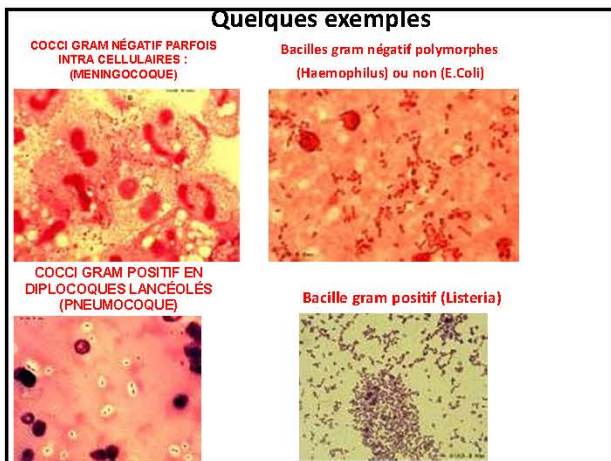 Quelques exemples
COCCI GRAM NÉGATIF PARFOIS
INTRA CELLULAIRES :
(MENINGOCOQUE)
Bacilles gram négatif polymorphes
(Haemophilus) ou non (E.Coli)
COCCI GRAM POSITIF EN
DIPLOCOQUES LANCÉOLÉS
(PNEUMOCOQUE)
Bacille gram positif (Listeria)